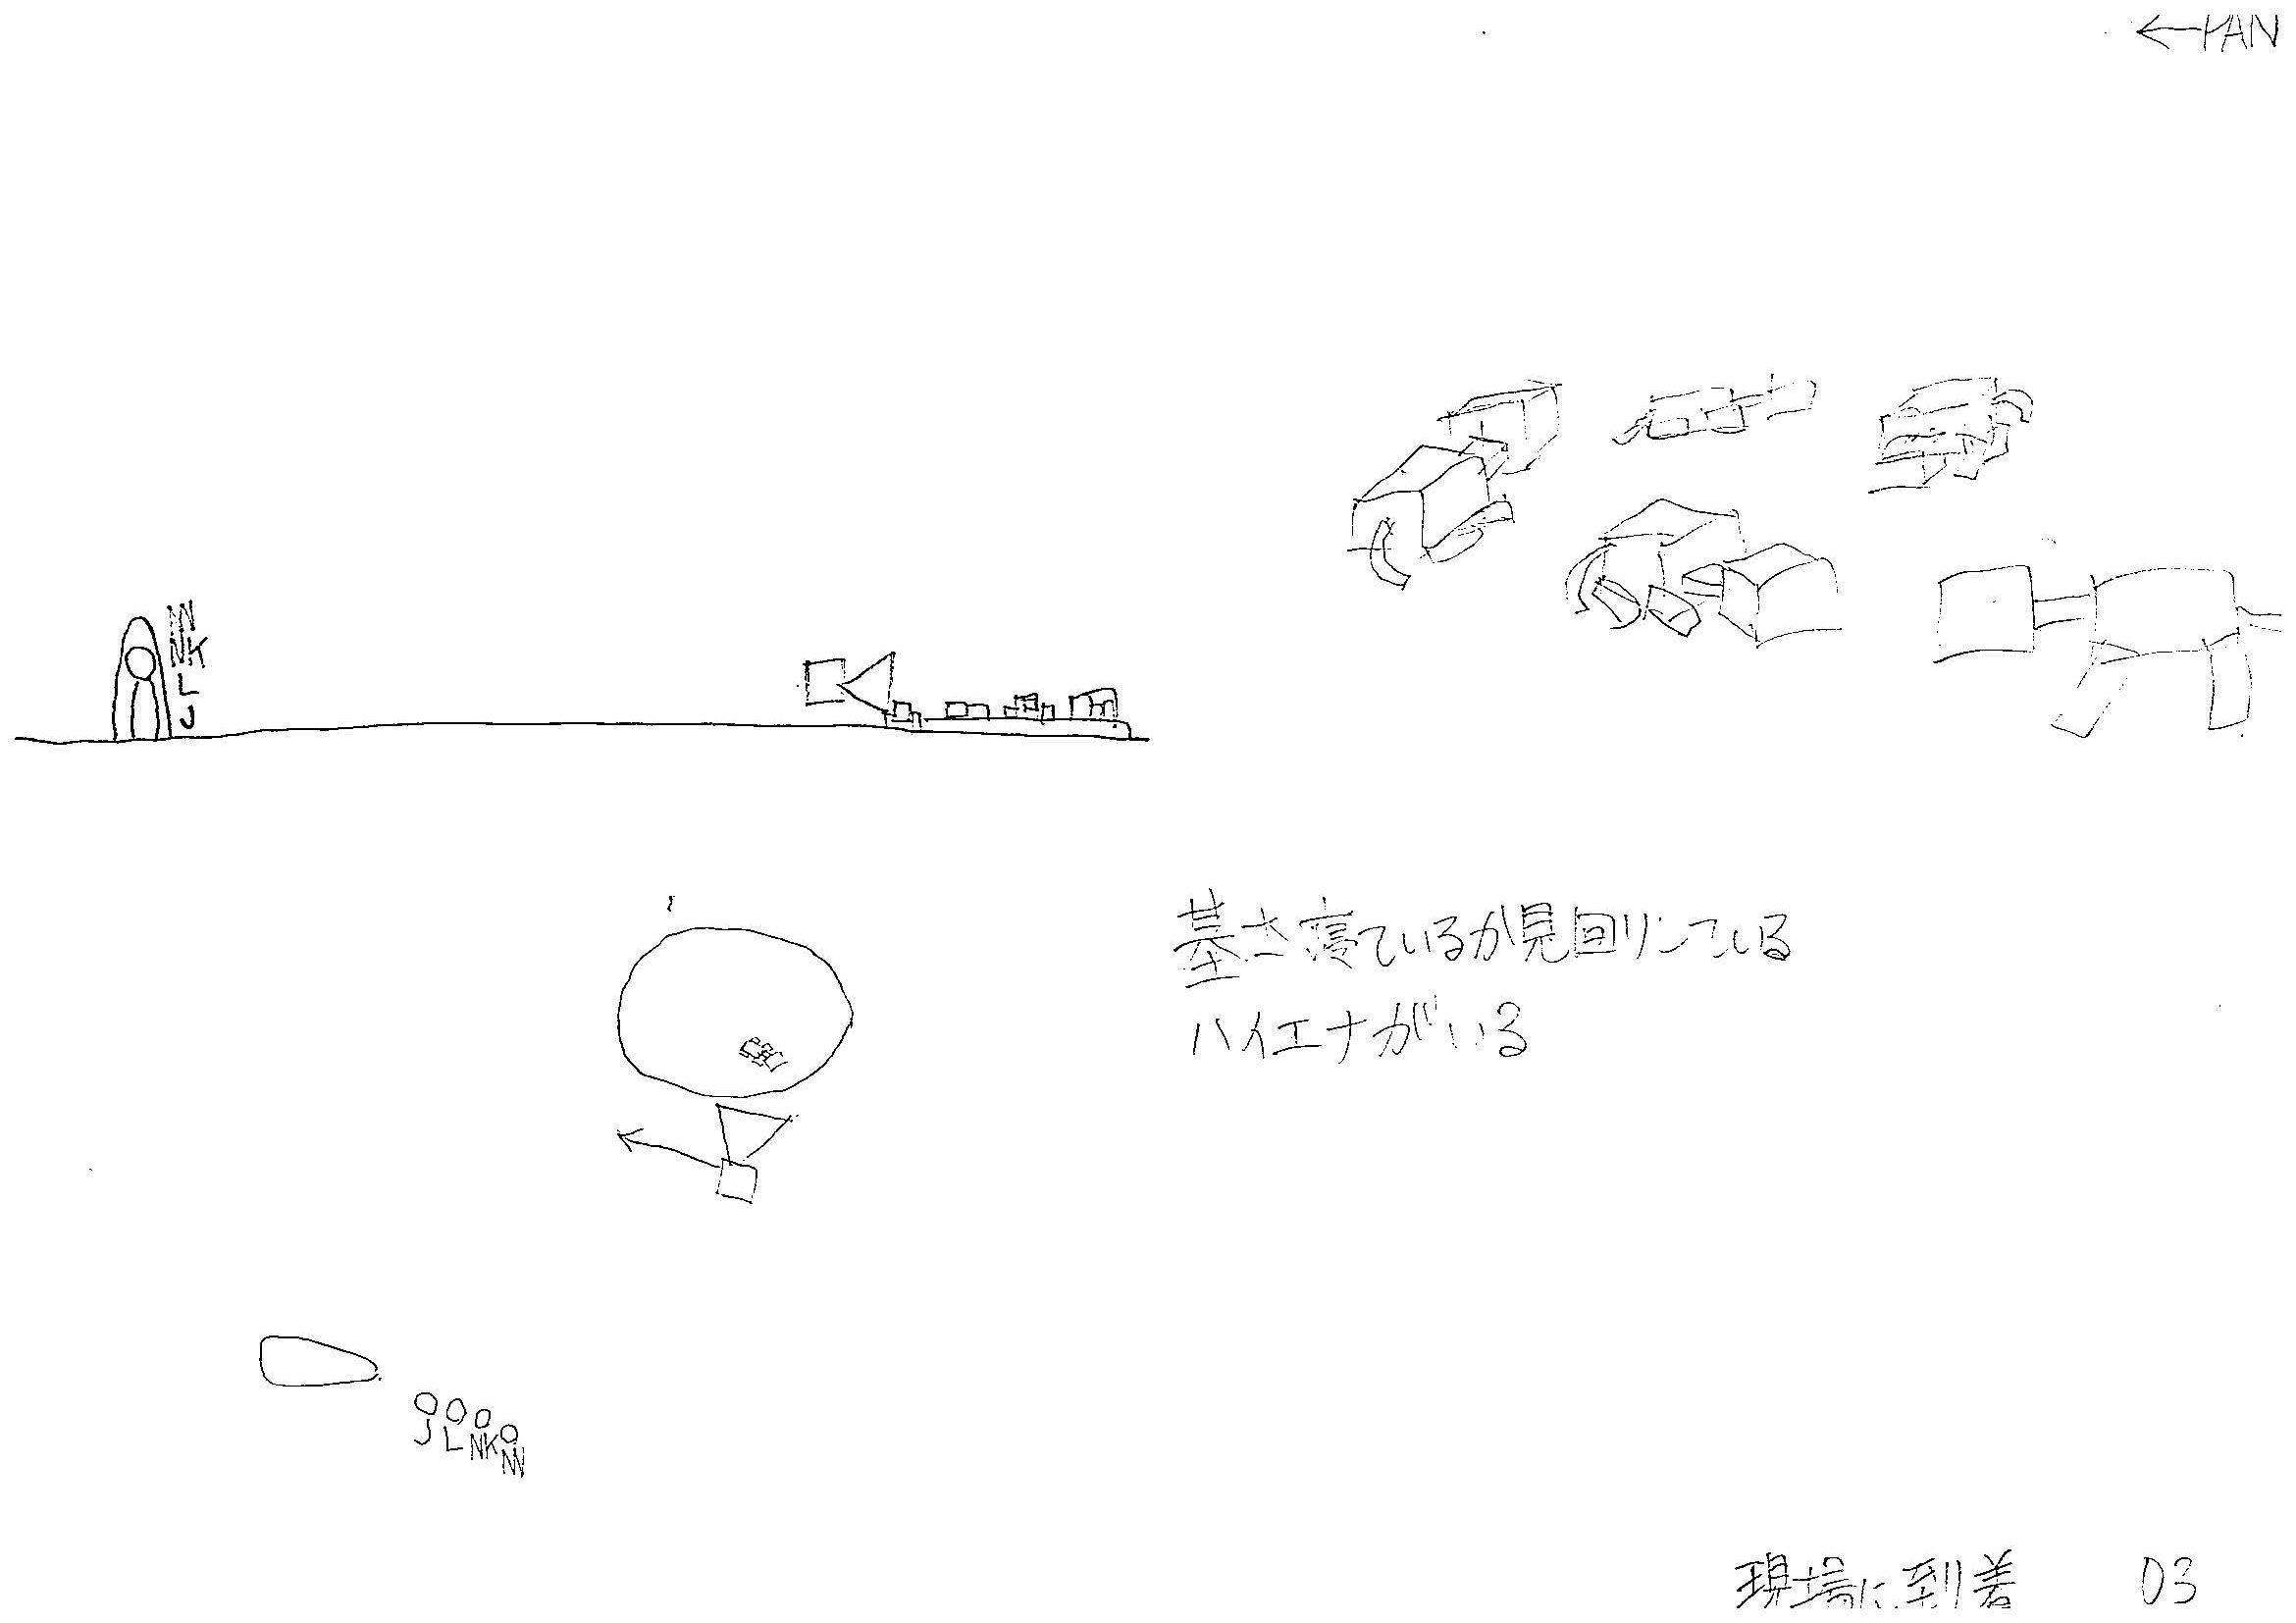 ←PAN
NN
NK
L
J
基さ寝ているが見回りしている
ハイエナがいる
J L NK NN
現場に到着 03